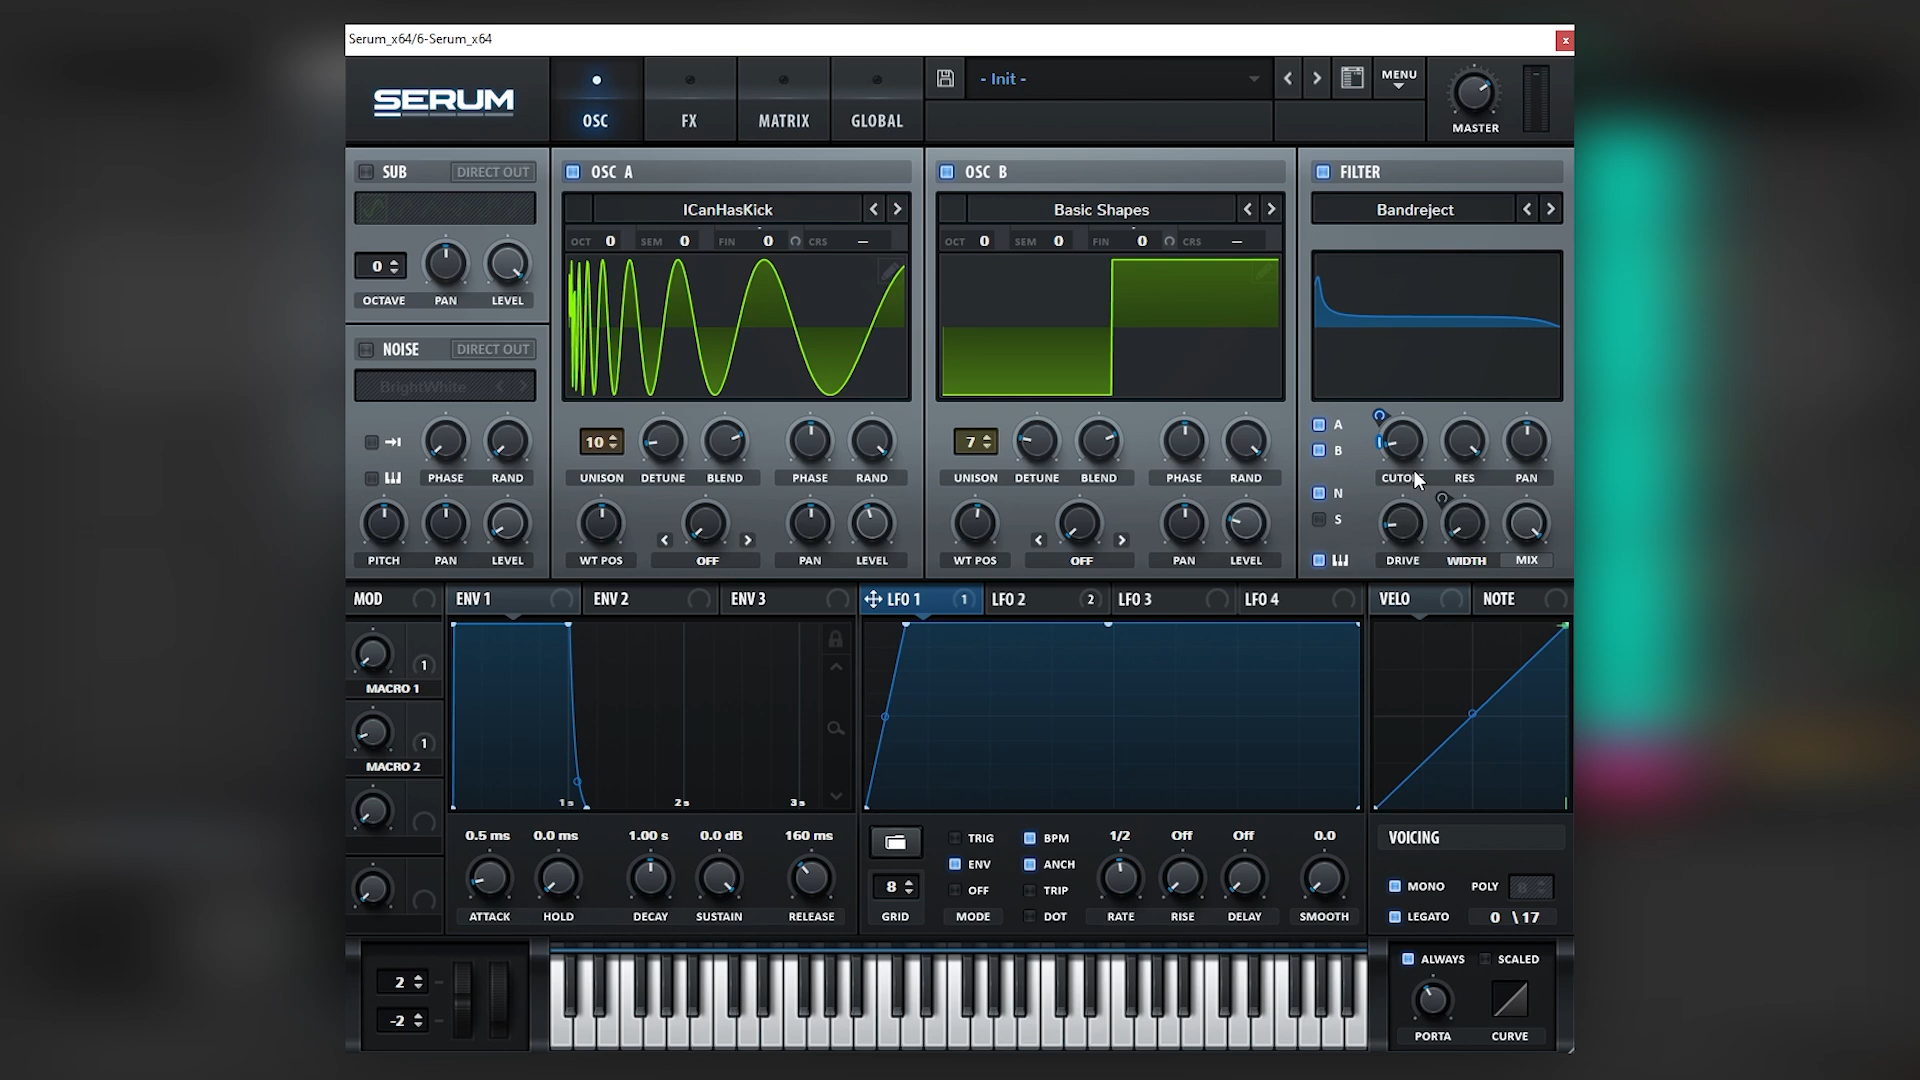 Serum_x64/6-Serum_x64
x
SERUM
OSC
FX
MATRIX
GLOBAL
- Init -
MENU
MASTER
SUB
DIRECT OUT
0
OCTAVE
PAN
LEVEL
NOISE
DIRECT OUT
BrightWhite
PHASE
RAND
PITCH
PAN
LEVEL
OSC A
ICanHasKick
OCT 0
SEM 0
FIN 0
CRS --
10
UNISON
DETUNE
BLEND
PHASE
RAND
WT POS
OFF
PAN
LEVEL
OSC B
Basic Shapes
OCT 0
SEM 0
FIN 0
CRS --
7
UNISON
DETUNE
BLEND
PHASE
RAND
WT POS
OFF
PAN
LEVEL
FILTER
Bandreject
A
B
N
S
RES
PAN
DRIVE
WIDTH
MIX
MOD
ENV 1
ENV 2
ENV 3
LFO 1
1
LFO 2
2
LFO 3
LFO 4
VELO
NOTE
1
MACRO 1
1
MACRO 2
1 s
2 s
3 s
0.5 ms
0.0 ms
1.00 s
0.0 dB
160 ms
ATTACK
HOLD
DECAY
SUSTAIN
RELEASE
8
GRID
TRIG
ENV
OFF
MODE
BPM
ANCH
TRIP
DOT
1/2
Off
Off
0.0
RATE
RISE
DELAY
SMOOTH
VOICING
MONO
POLY
8
LEGATO
0 \ 17
2
-2
ALWAYS
SCALED
PORTA
CURVE